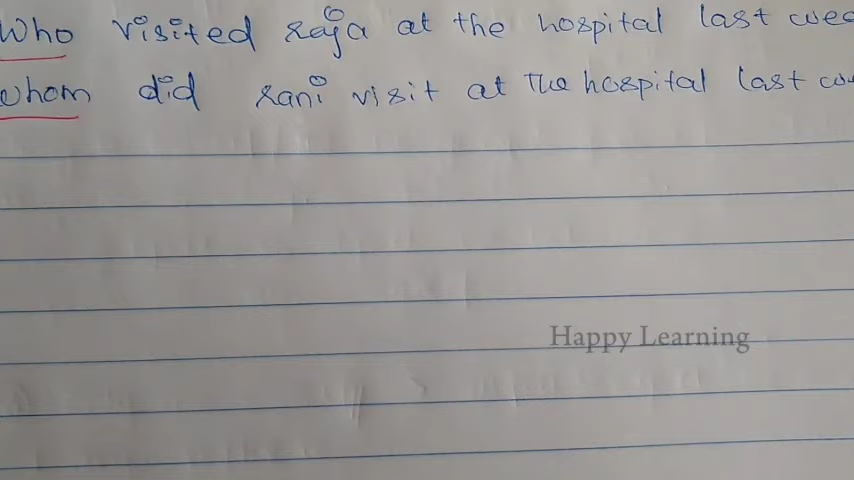 Who visited raja at the hospital last
whom did rani visit at the hospital last
Happy Learning